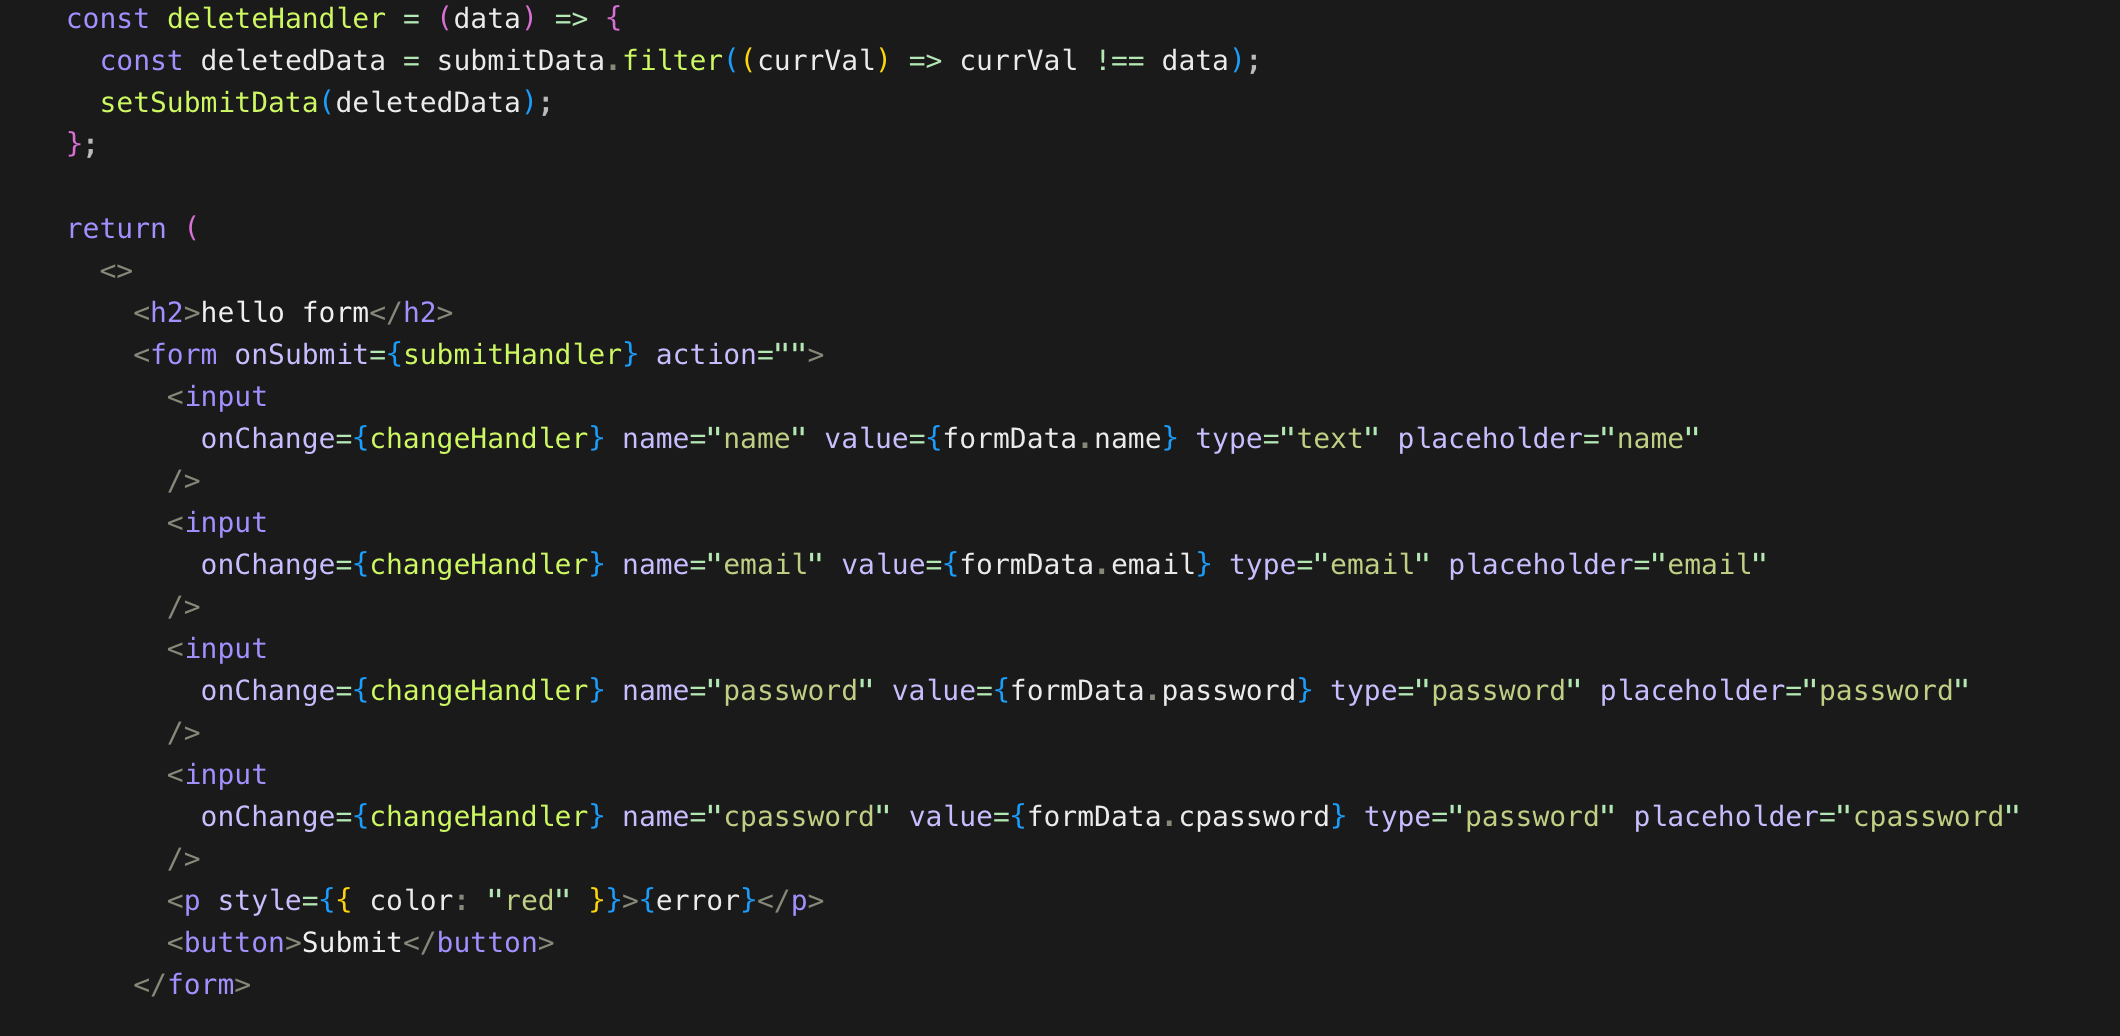 const deleteHandler = (data) => {
  const deletedData = submitData.filter((currVal) => currVal !== data);
  setSubmitData(deletedData);
};

return (
  <>
    <h2>hello form</h2>
    <form onSubmit={submitHandler} action="">
      <input
        onChange={changeHandler} name="name" value={formData.name} type="text" placeholder="name"
      />
      <input
        onChange={changeHandler} name="email" value={formData.email} type="email" placeholder="email"
      />
      <input
        onChange={changeHandler} name="password" value={formData.password} type="password" placeholder="password"
      />
      <input
        onChange={changeHandler} name="cpassword" value={formData.cpassword} type="password" placeholder="cpassword"
      />
      <p style={{ color: "red" }}>{error}</p>
      <button>Submit</button>
    </form>